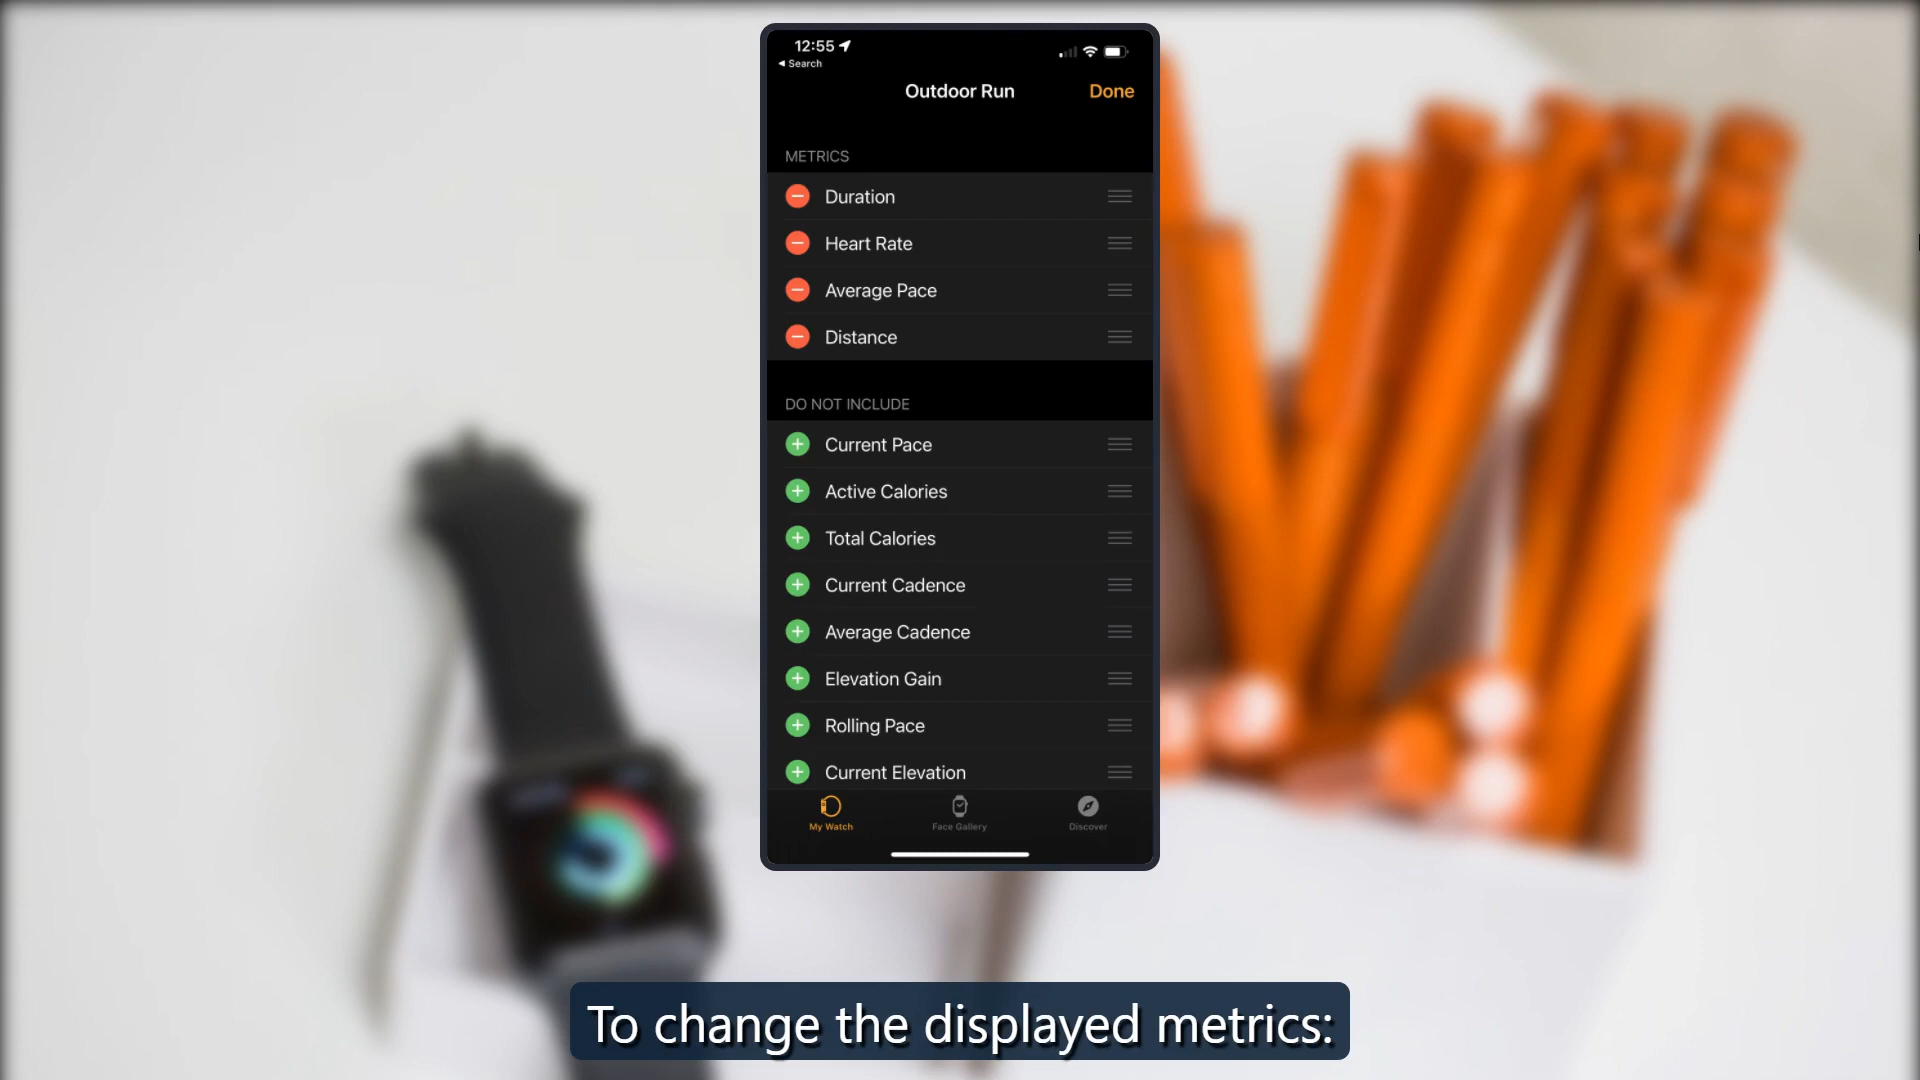 12:55
◄ Search
Outdoor Run
Done
METRICS
Duration
Heart Rate
Average Pace
Distance
DO NOT INCLUDE
Current Pace
Active Calories
Total Calories
Current Cadence
Average Cadence
Elevation Gain
Rolling Pace
Current Elevation
My Watch
Face Gallery
Discover
To change the displayed metrics: